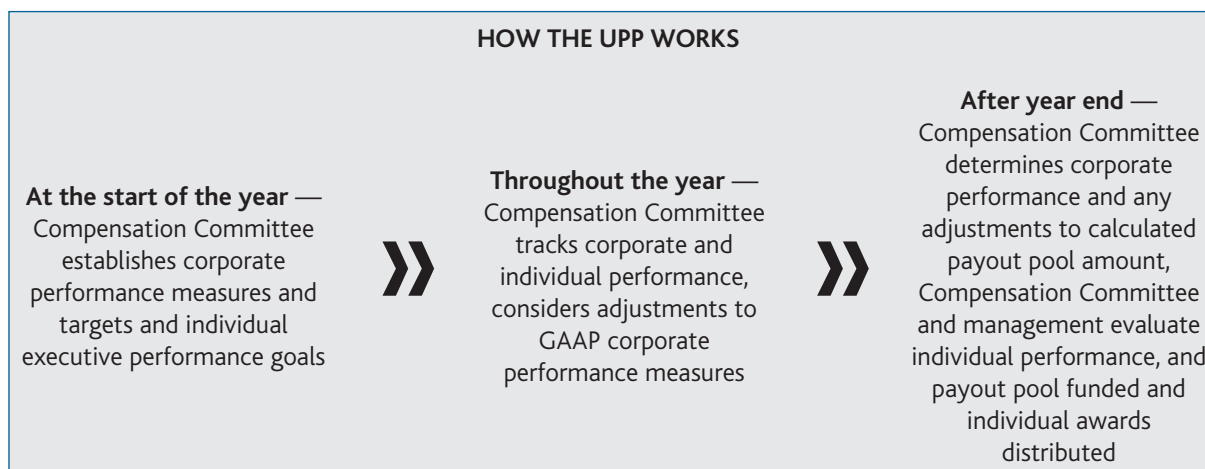 HOW THE UPP WORKS
At the start of the year —
Compensation Committee
establishes corporate
performance measures and
targets and individual
executive performance goals
Throughout the year —
Compensation Committee
tracks corporate and
individual performance,
considers adjustments to
GAAP corporate
performance measures
After year end —
Compensation Committee
determines corporate
performance and any
adjustments to calculated
payout pool amount,
Compensation Committee
and management evaluate
individual performance, and
payout pool funded and
individual awards
distributed